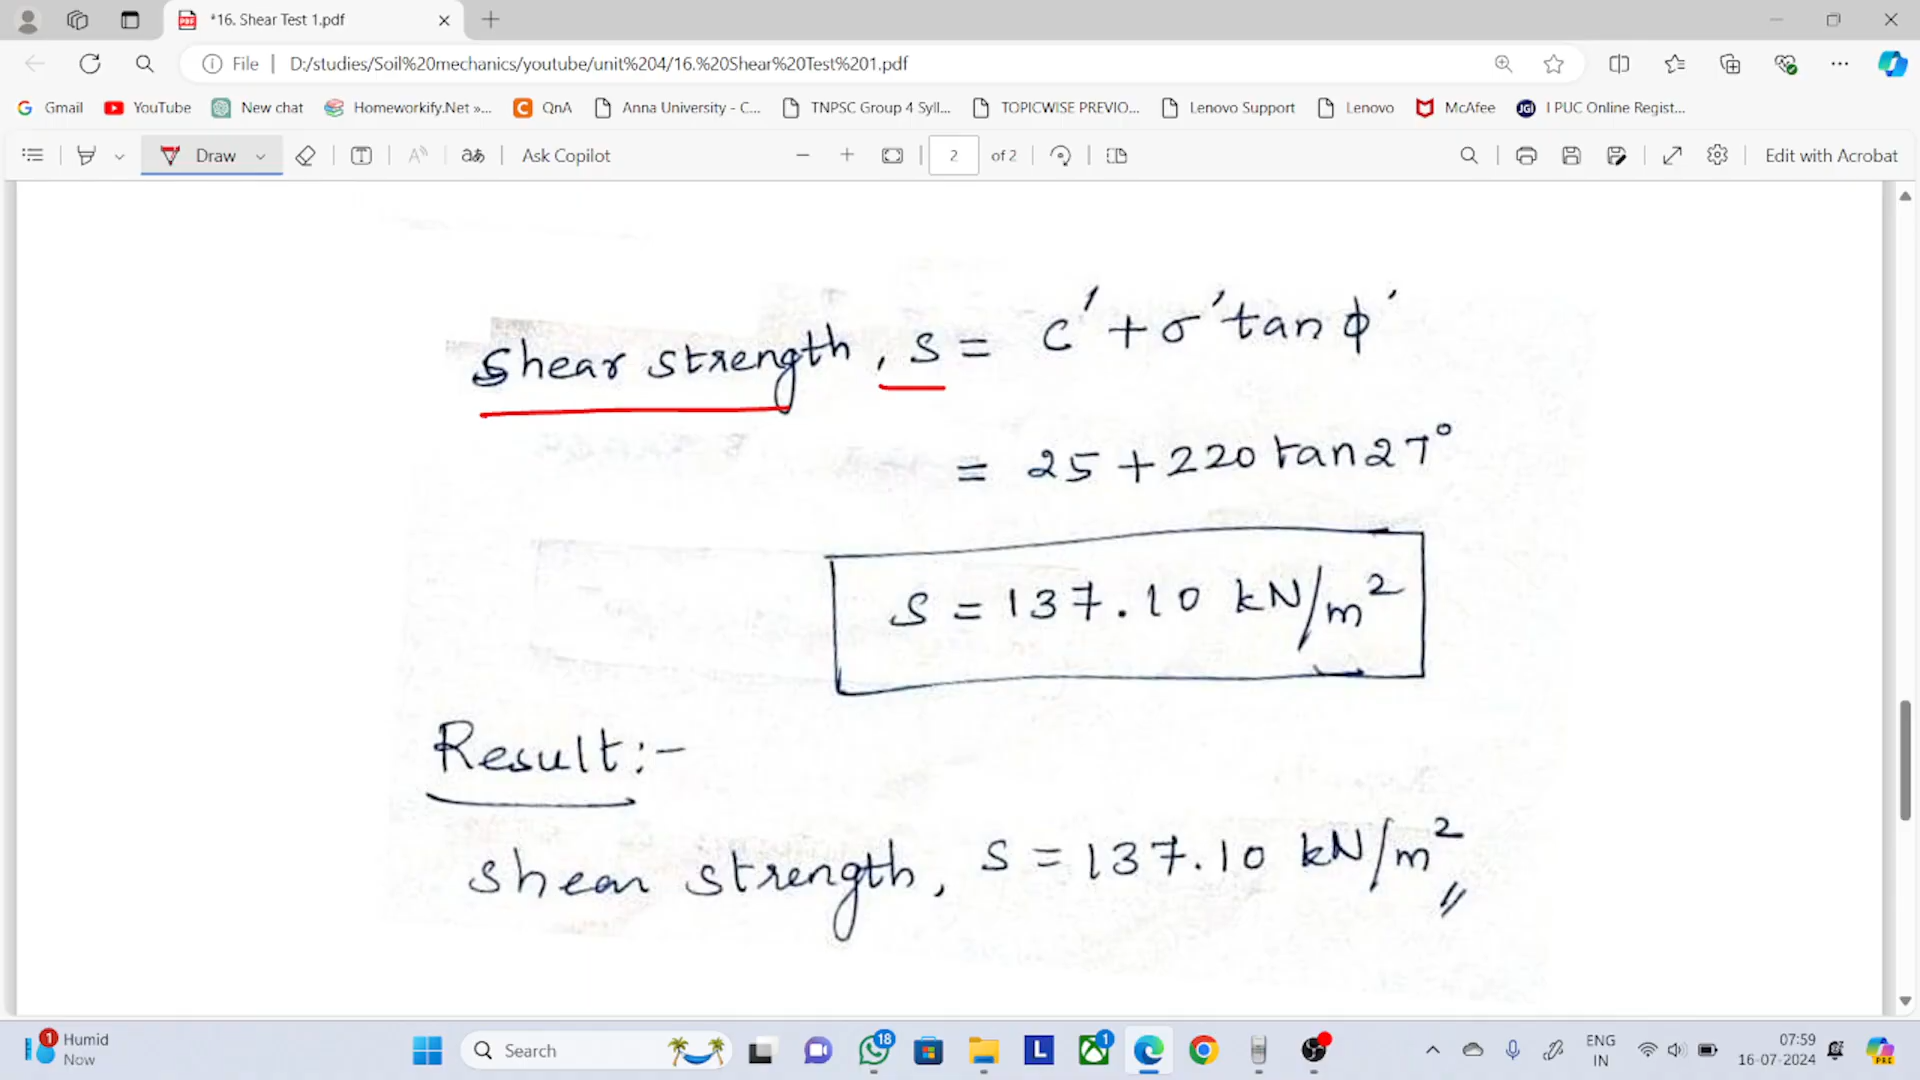 *16. Shear Test 1.pdf
File
D:/studies/Soil%20mechanics/youtube/unit%204/16.%20Shear%20Test%201.pdf
Gmail YouTube New chat Homeworkify.Net »... QnA Anna University - C... TNPSC Group 4 Syll... TOPICWISE PREVIO... Lenovo Support Lenovo McAfee I PUC Online Regist...
Draw Ask Copilot 2 of 2 Edit with Acrobat
Shear strength, s = c' + σ' tan ϕ'
= 25 + 220 tan 27°
S = 137.10 kN/m²
Result:-
shear strength, S = 137.10 kN/m²
Humid
Now
Search
18
1
ENG
IN
07:59
16-07-2024